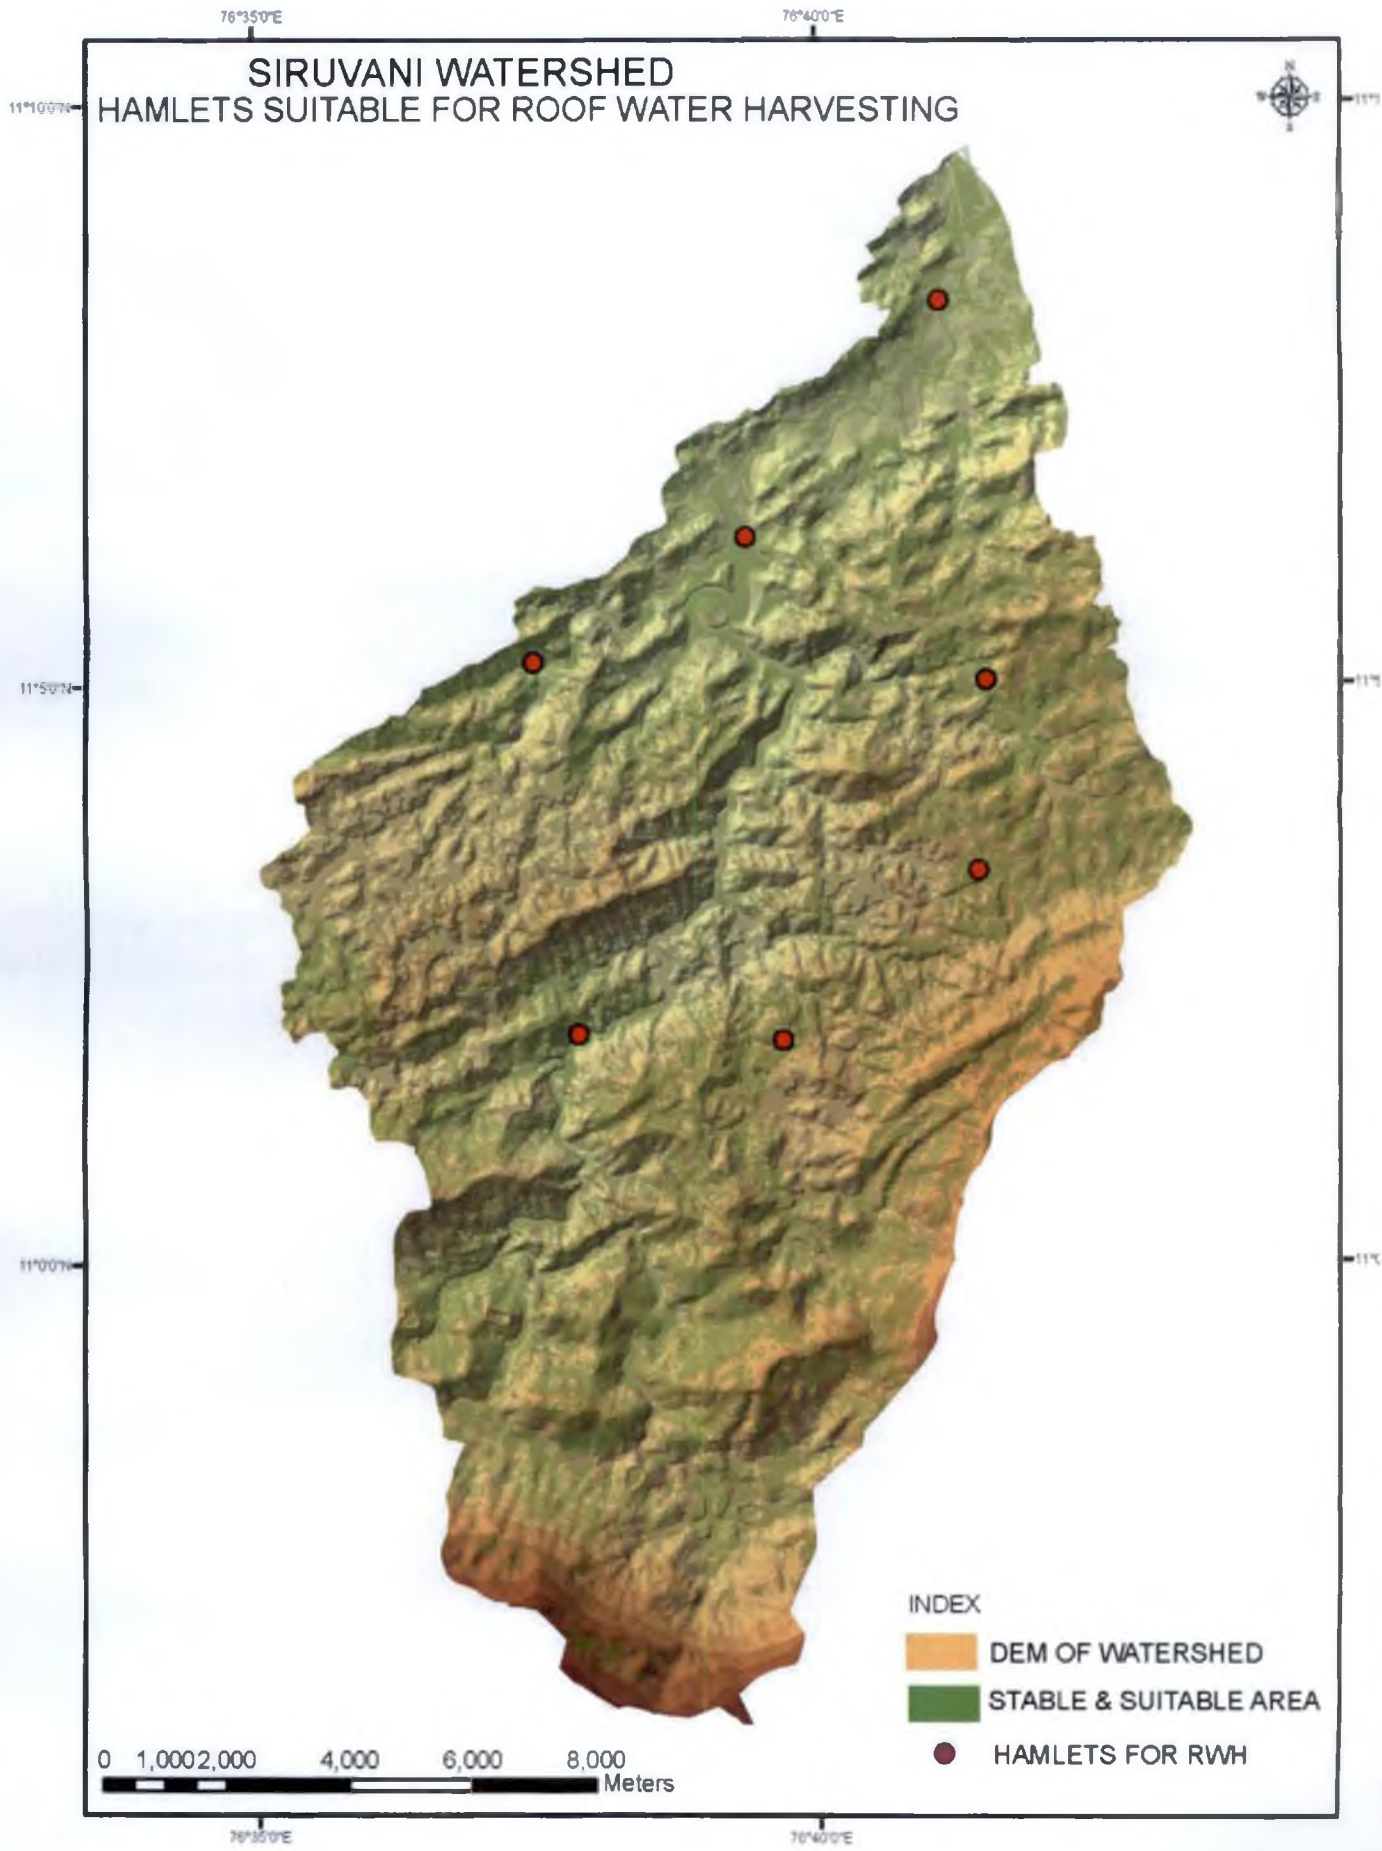 76°35'0"E 76°40'0"E
SIRUVANI WATERSHED
HAMLETS SUITABLE FOR ROOF WATER HARVESTING
N
11°10'0"N
11°5'0"N
11°0'0"N
INDEX
DEM OF WATERSHED
STABLE & SUITABLE AREA
HAMLETS FOR RWH
0 1,000 2,000 4,000 6,000 8,000
Meters
76°35'0"E 76°40'0"E